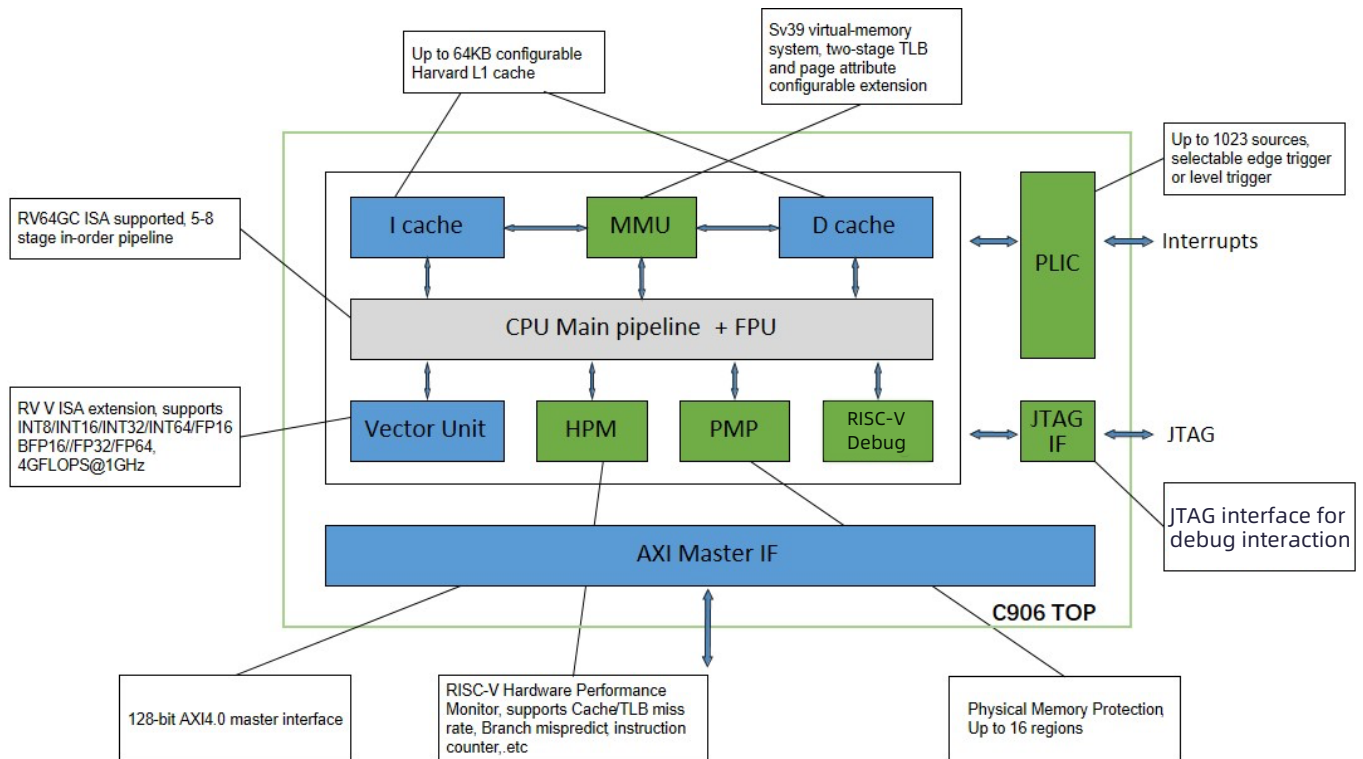 Up to 64KB configurable
Harvard L1 cache
Sv39 virtual-memory
system, two-stage TLB
and page attribute
configurable extension
Up to 1023 sources,
selectable edge trigger
or level trigger
RV64GC ISA supported, 5-8
stage in-order pipeline
I cache
MMU
D cache
PLIC
Interrupts
CPU Main pipeline + FPU
RV V ISA extension, supports
INT8/INT16/INT32/INT64/FP16
BFP16//FP32/FP64,
4GFLOPS@1GHz
Vector Unit
HPM
PMP
RISC-V
Debug
JTAG
IF
JTAG
JTAG interface for
debug interaction
AXI Master IF
C906 TOP
128-bit AXI4.0 master interface
RISC-V Hardware Performance
Monitor, supports Cache/TLB miss
rate, Branch mispredict, instruction
counter,.etc
Physical Memory Protection,
Up to 16 regions